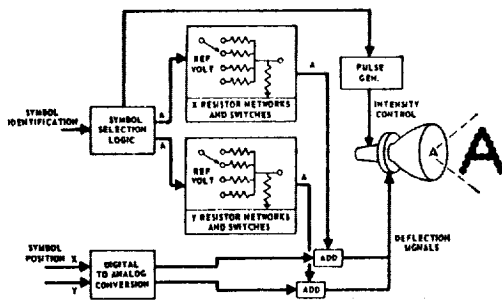 REF
VOLT
A
X RESISTOR NETWORKS
AND SWITCHES
PULSE
GEN.
INTENSITY
CONTROL
SYMBOL
IDENTIFICATION
SYMBOL
SELECTION
LOGIC
A
A
REF
VOLT
A
Y RESISTOR NETWORKS
AND SWITCHES
A
A
SYMBOL
POSITION X
Y
DIGITAL
TO ANALOG
CONVERSION
ADD
ADD
DEFLECTION
SIGNALS